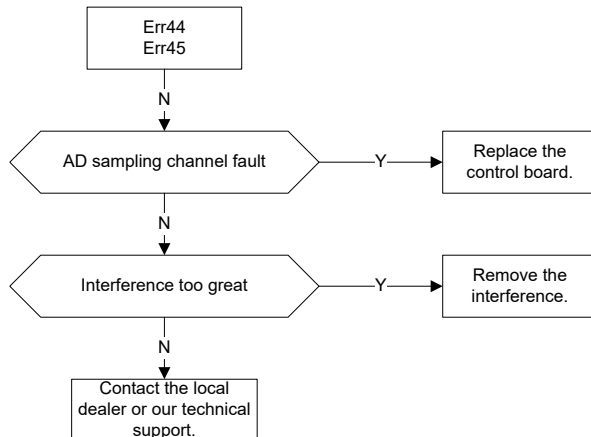 Err44
Err45
N
AD sampling channel fault
Y
Replace the
control board.
N
Interference too great
Y
Remove the
interference.
N
Contact the local
dealer or our technical
support.